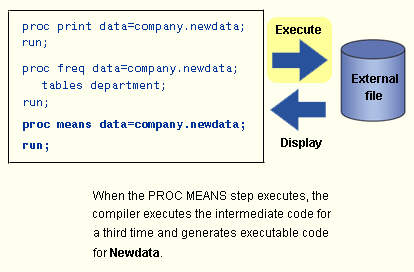 proc print data=company.newdata;
run;
proc freq data=company.newdata;
tables department;
run;
proc means data=company.newdata;
run;
Execute
External
file
Display
When the PROC MEANS step executes, the
compiler executes the intermediate code for
a third time and generates executable code
for Newdata.